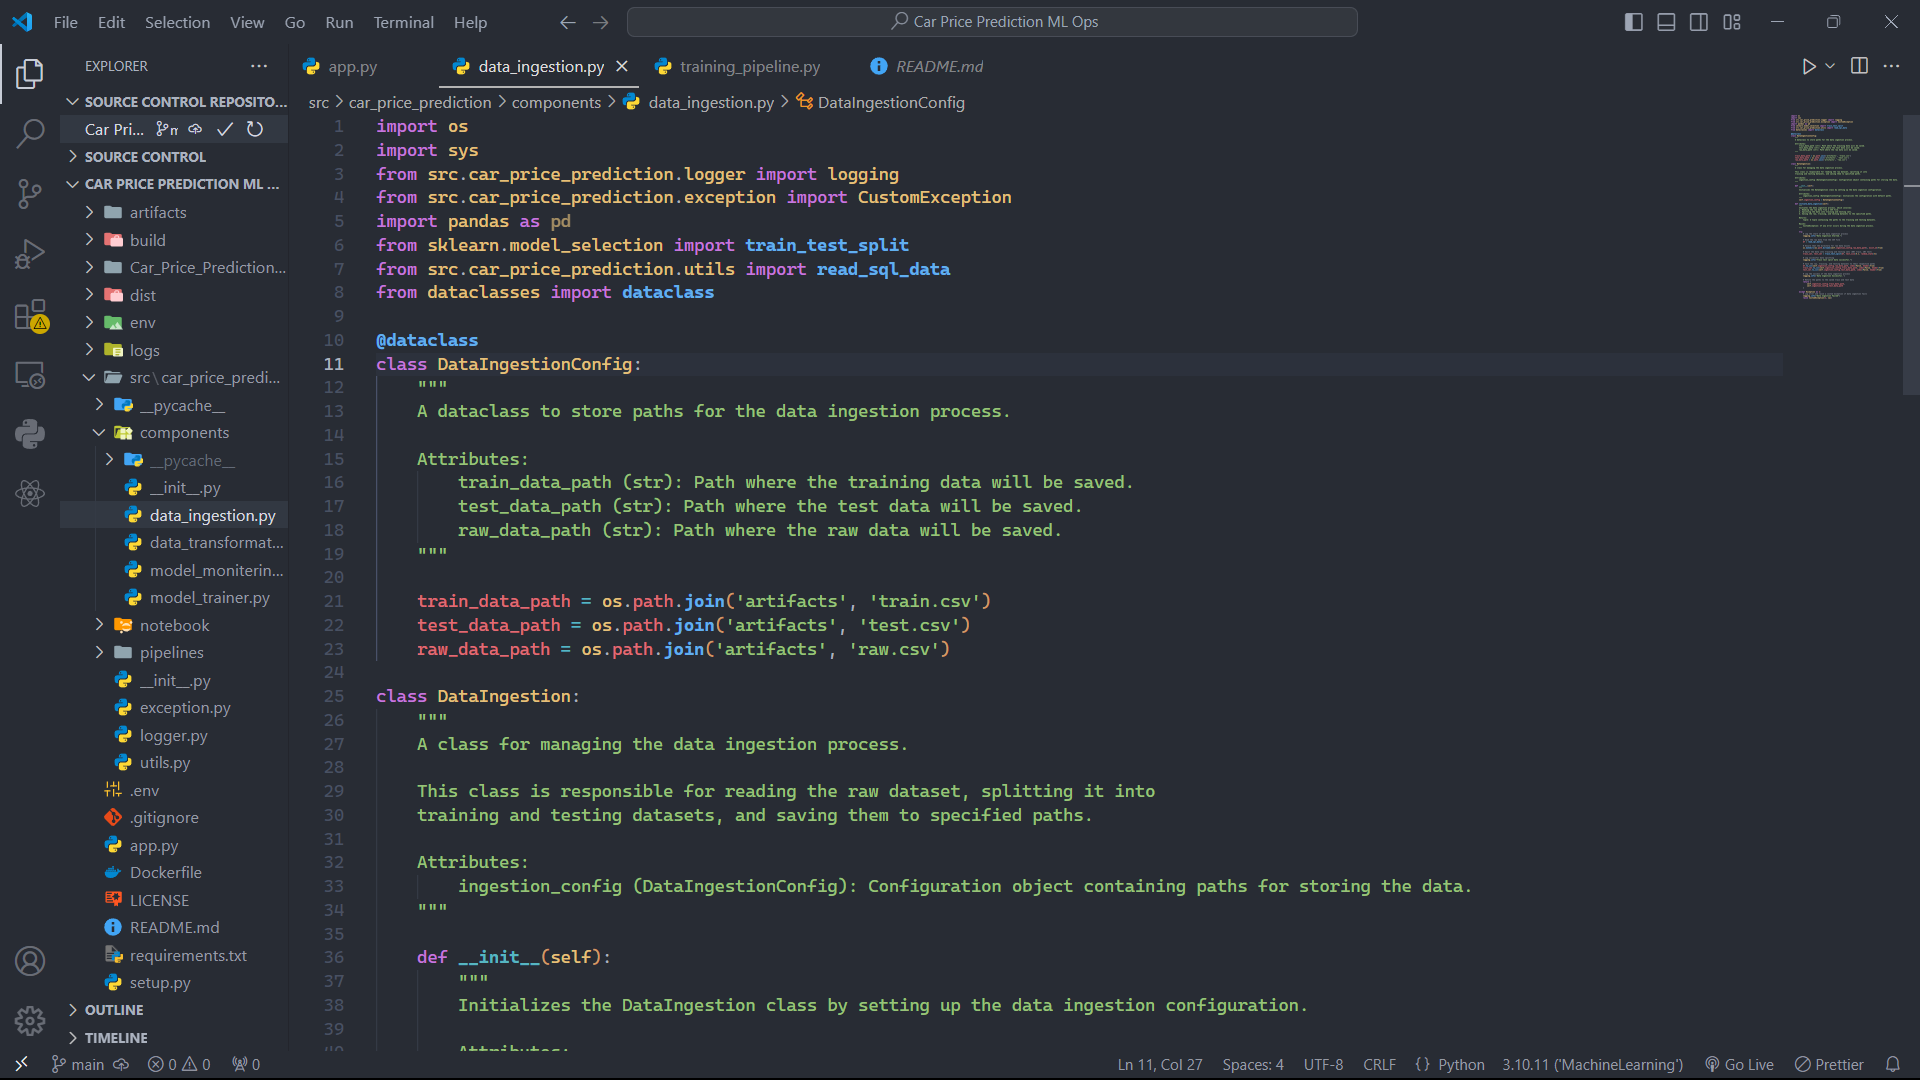 File Edit Selection View Go Run Terminal Help
Car Price Prediction ML Ops
EXPLORER
SOURCE CONTROL REPOSITO...
Car Pri...
SOURCE CONTROL
CAR PRICE PREDICTION ML ...
artifacts
build
Car_Price_Prediction...
dist
env
logs
src\car_price_predi...
__pycache__
components
__pycache__
__init__.py
data_ingestion.py
data_transformat...
model_moniterin...
model_trainer.py
notebook
pipelines
__init__.py
exception.py
logger.py
utils.py
.env
.gitignore
app.py
Dockerfile
LICENSE
README.md
requirements.txt
setup.py
OUTLINE
TIMELINE
app.py data_ingestion.py training_pipeline.py README.md
src > car_price_prediction > components > data_ingestion.py > DataIngestionConfig
1 import os
2 import sys
3 from src.car_price_prediction.logger import logging
4 from src.car_price_prediction.exception import CustomException
5 import pandas as pd
6 from sklearn.model_selection import train_test_split
7 from src.car_price_prediction.utils import read_sql_data
8 from dataclasses import dataclass
9
10 @dataclass
11 class DataIngestionConfig:
12     """
13     A dataclass to store paths for the data ingestion process.
14
15     Attributes:
16         train_data_path (str): Path where the training data will be saved.
17         test_data_path (str): Path where the test data will be saved.
18         raw_data_path (str): Path where the raw data will be saved.
19     """
20
21     train_data_path = os.path.join('artifacts', 'train.csv')
22     test_data_path = os.path.join('artifacts', 'test.csv')
23     raw_data_path = os.path.join('artifacts', 'raw.csv')
24
25 class DataIngestion:
26     """
27     A class for managing the data ingestion process.
28
29     This class is responsible for reading the raw dataset, splitting it into
30     training and testing datasets, and saving them to specified paths.
31
32     Attributes:
33         ingestion_config (DataIngestionConfig): Configuration object containing paths for storing the data.
34     """
35
36     def __init__(self):
37         """
38         Initializes the DataIngestion class by setting up the data ingestion configuration.
39
40         Attributes:
main 0 0 0 Ln 11, Col 27 Spaces: 4 UTF-8 CRLF {} Python 3.10.11 ('MachineLearning') Go Live Prettier